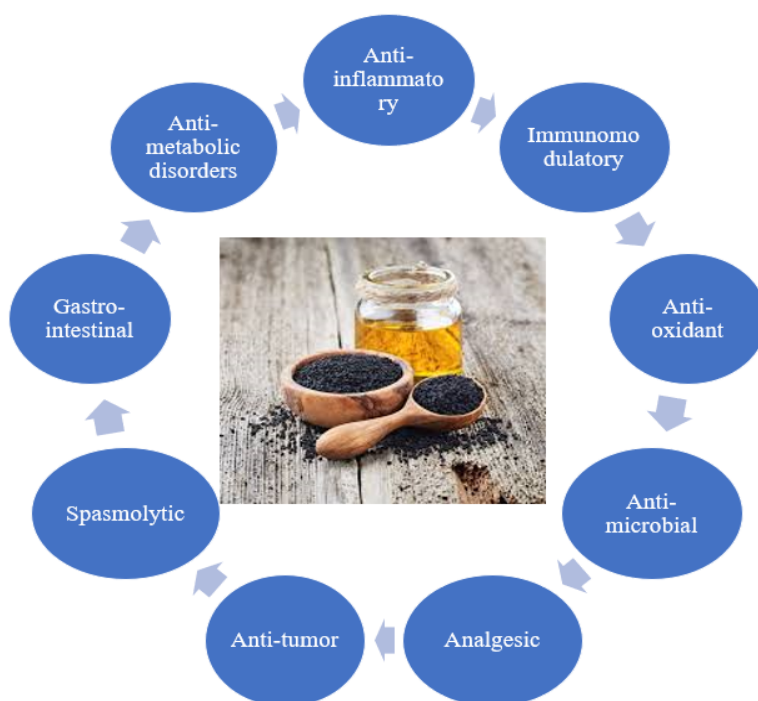 Anti-
inflammato
ry
Immunomo
dulatory
Anti-
oxidant
Anti-
microbial
Analgesic
Anti-tumor
Spasmolytic
Gastro-
intestinal
Anti-
metabolic
disorders